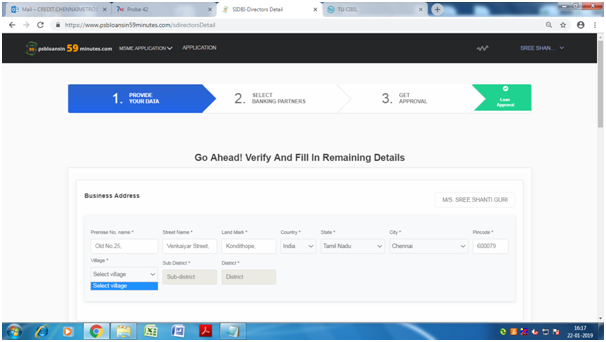 Mail – CREDIT.CHENNAIMETRO
Probe 42
SIDBI-Directors Detail
TU CIBIL
https://www.psbloansin59minutes.com/sdirectorsDetail
psbloansin 59 minutes.com
MSME APPLICATION
APPLICATION
SREE SHAN...
1. PROVIDE YOUR DATA
2. SELECT BANKING PARTNERS
3. GET APPROVAL
Loan Approval
Go Ahead! Verify And Fill In Remaining Details
Business Address
M/S. SREE SHANTI GURI
Premise No. name *
Street Name *
Land Mark *
Country *
State *
City *
Pincode *
Old No.25,
Venkaiyar Street,
Kondithope,
India
Tamil Nadu
Chennai
600079
Village *
Sub District *
District *
Select village
Sub-district
District
Select village
16:17
22-01-2019